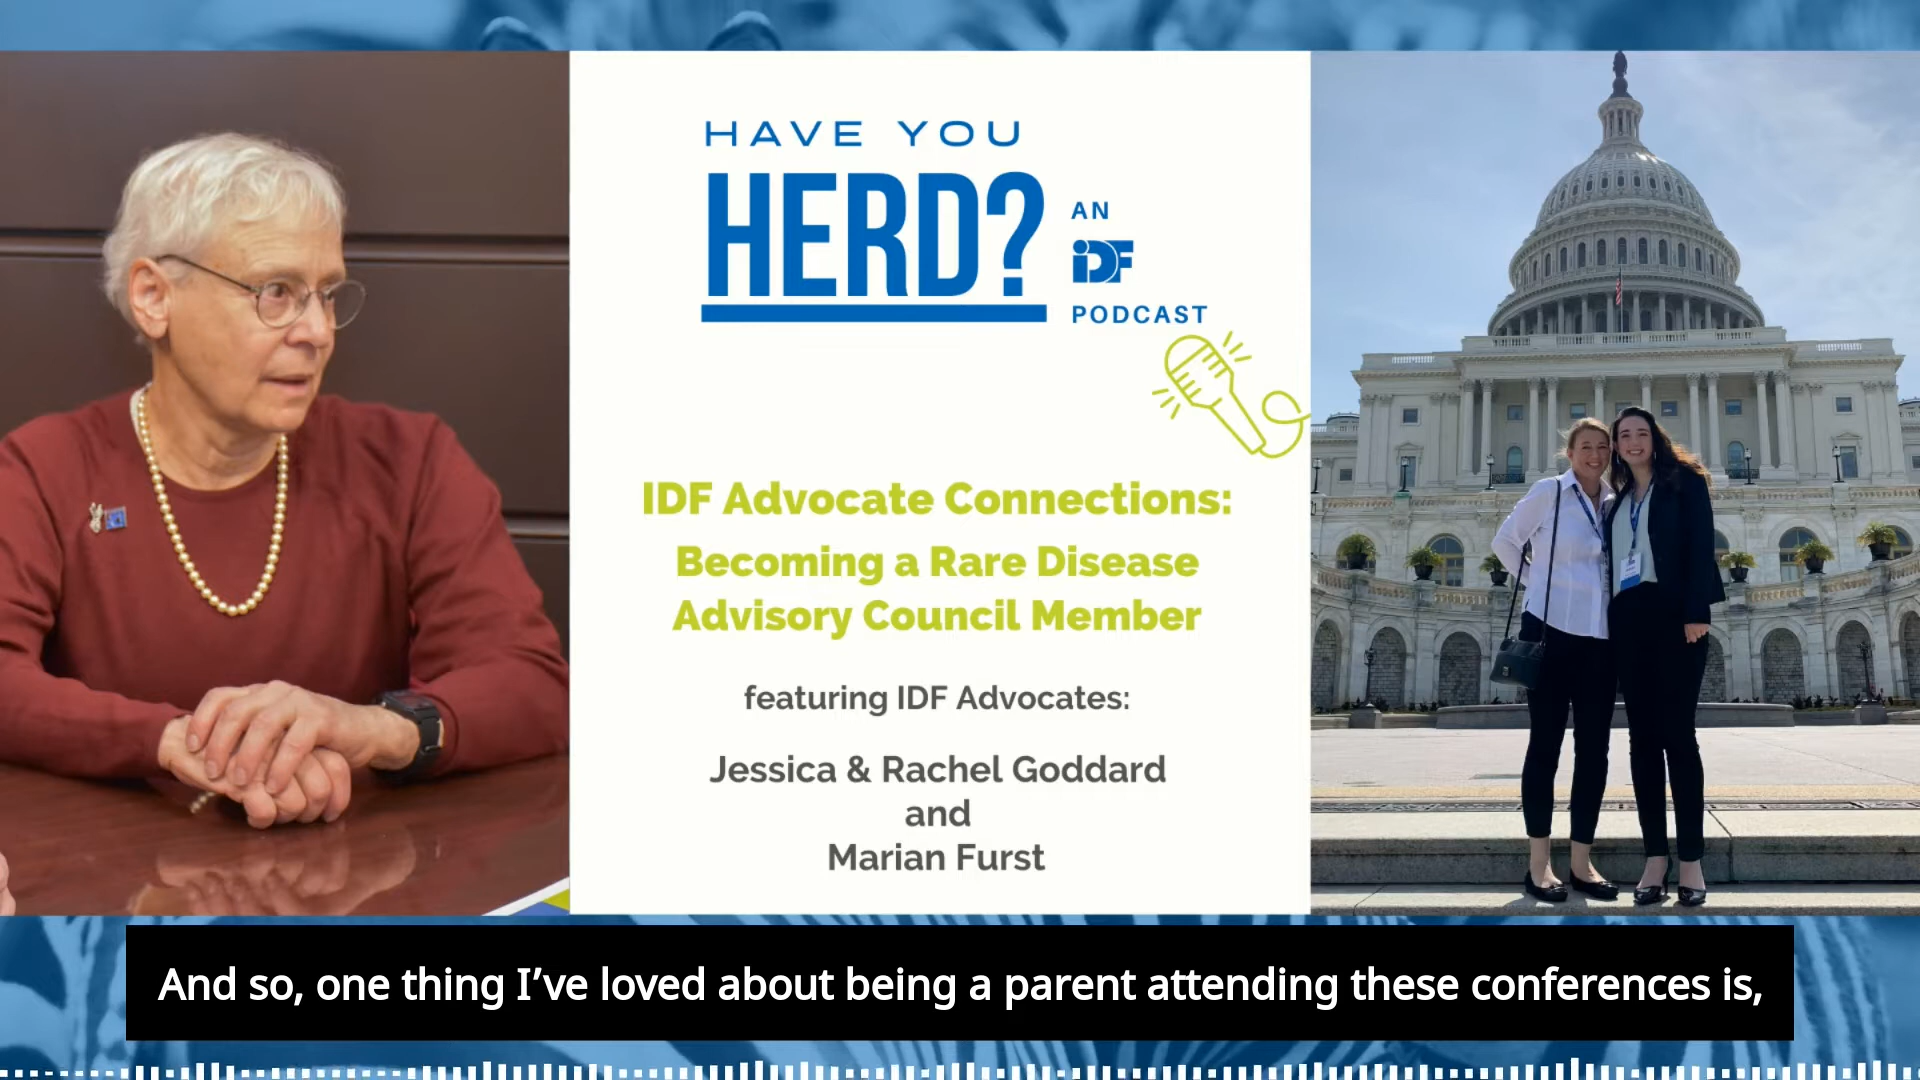 HAVE YOU
HERD?
AN
IDF
PODCAST
IDF Advocate Connections:
Becoming a Rare Disease
Advisory Council Member
featuring IDF Advocates:
Jessica & Rachel Goddard
and
Marian Furst
And so, one thing I’ve loved about being a parent attending these conferences is,